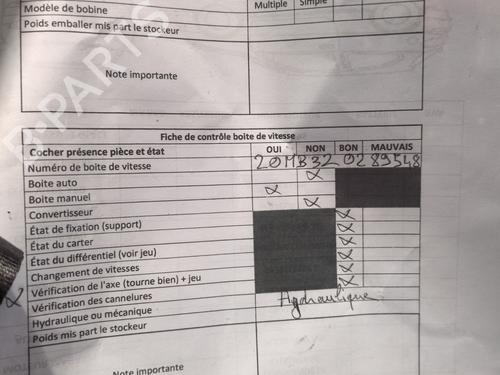 Modèle de bobine
Multiple Simple
Poids emballer mis part le stockeur
Note importante
B-PARTS
Fiche de contrôle boite de vitesse
Cocher présence pièce et état OUI NON BON MAUVAIS
Numéro de boite de vitesse 20MB32 0289548
Boite auto
Boite manuel
Convertisseur
État de fixation (support)
État du carter
État du différentiel (voir jeu)
Changement de vitesses
Vérification de l'axe (tourne bien) + jeu
Vérification des cannelures
Hydraulique ou mécanique Aydraulique
Poids mis part le stockeur
Note importante